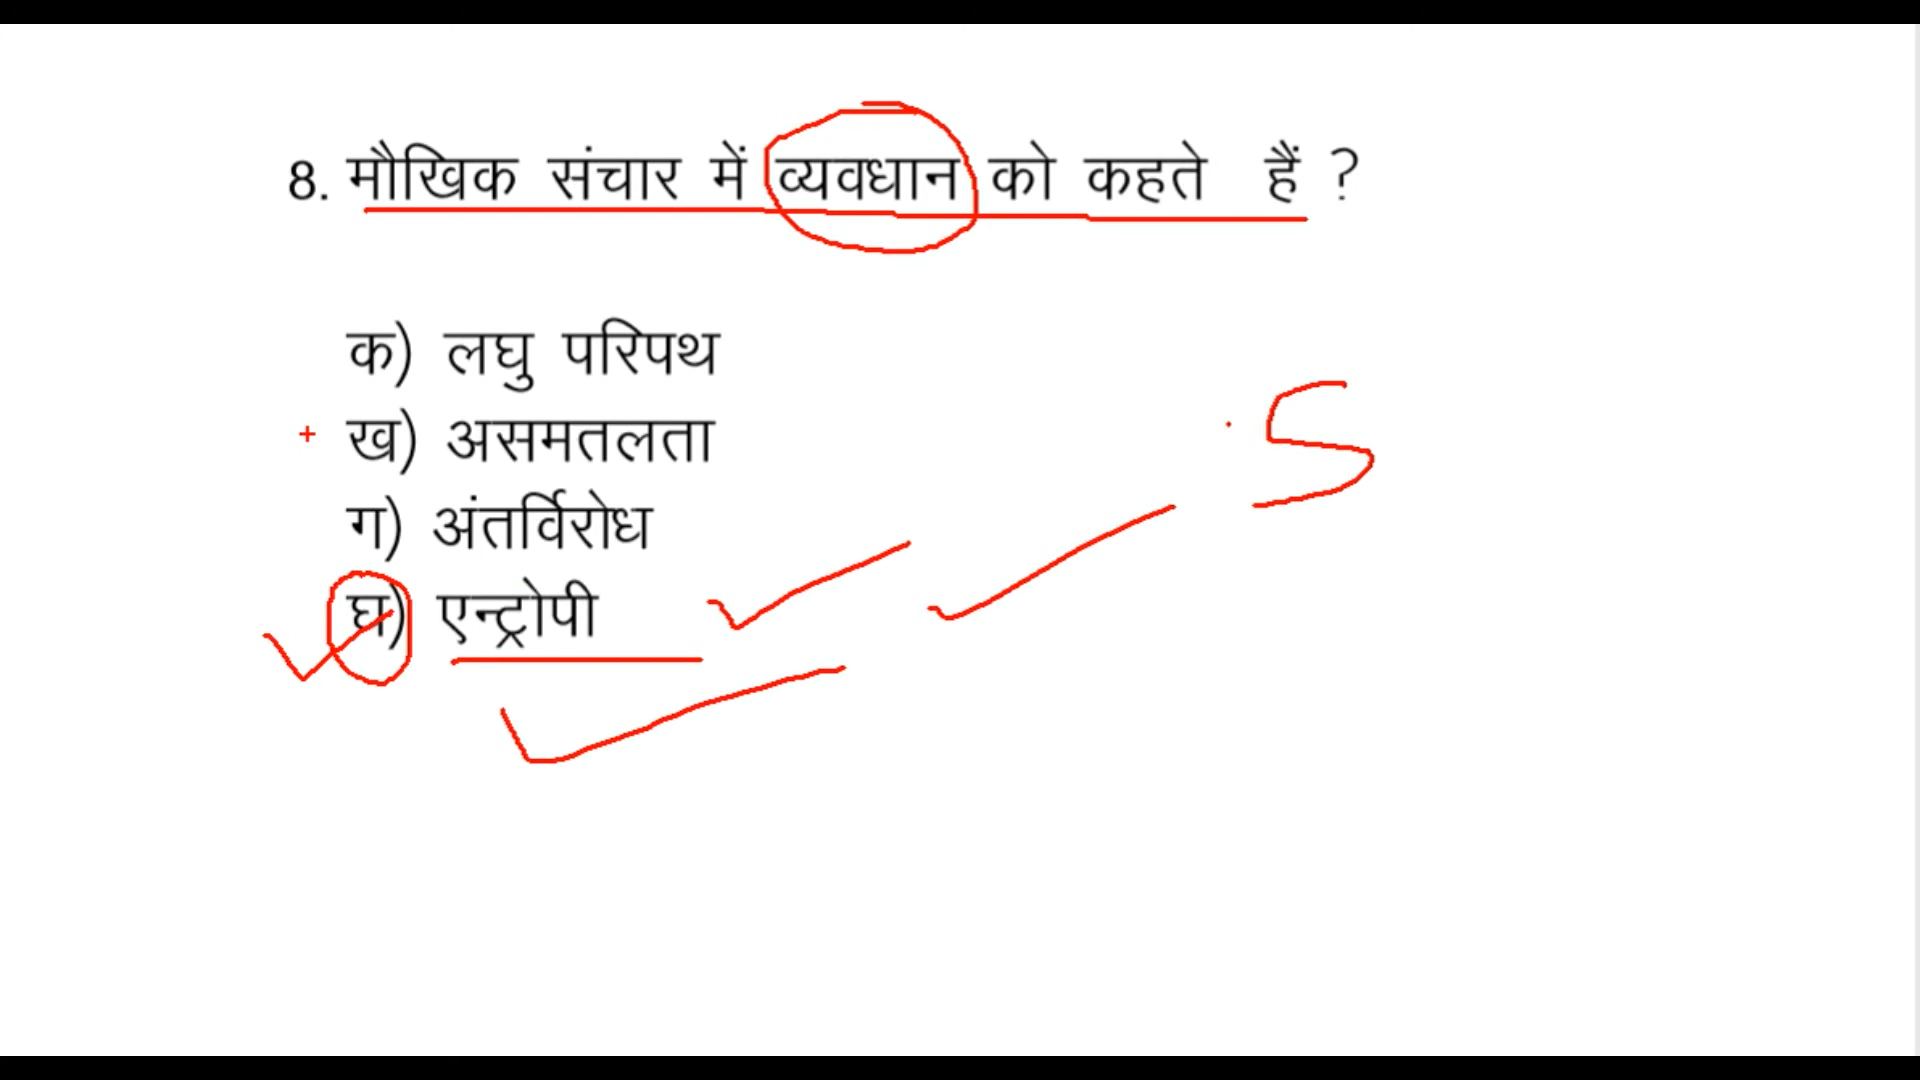 8. मौखिक संचार में व्यवधान को कहते हैं ?
क) लघु परिपथ
ख) असमतलता
ग) अंतर्विरोध
घ) एन्ट्रोपी
S